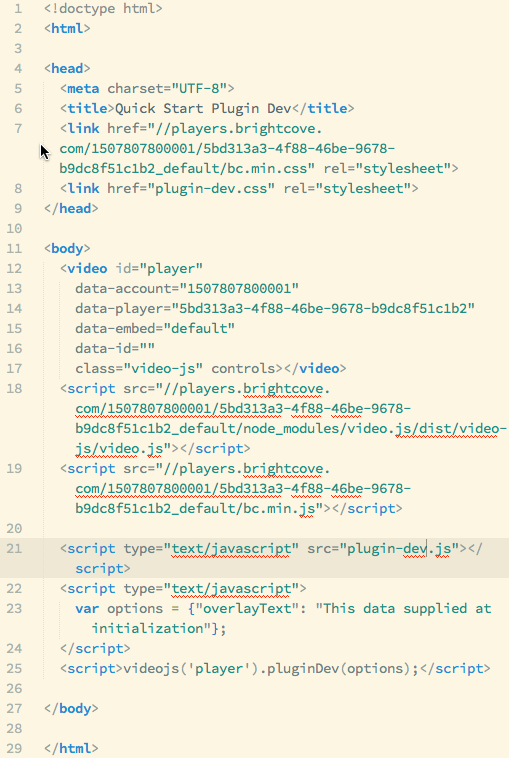 1 <!doctype html>
2 <html>
3
4 <head>
5 <meta charset="UTF-8">
6 <title>Quick Start Plugin Dev</title>
7 <link href="//players.brightcove.
com/1507807800001/5bd313a3-4f88-46be-9678-
b9dc8f51c1b2_default/bc.min.css" rel="stylesheet">
8 <link href="plugin-dev.css" rel="stylesheet">
9 </head>
10
11 <body>
12 <video id="player"
13 data-account="1507807800001"
14 data-player="5bd313a3-4f88-46be-9678-b9dc8f51c1b2"
15 data-embed="default"
16 data-id=""
17 class="video-js" controls></video>
18 <script src="//players.brightcove.
com/1507807800001/5bd313a3-4f88-46be-9678-
b9dc8f51c1b2_default/node_modules/video.js/dist/video-
js/video.js"></script>
19 <script src="//players.brightcove.
com/1507807800001/5bd313a3-4f88-46be-9678-
b9dc8f51c1b2_default/bc.min.js"></script>
20
21 <script type="text/javascript" src="plugin-dev.js"></
script>
22 <script type="text/javascript">
23 var options = {"overlayText": "This data supplied at
initialization"};
24 </script>
25 <script>videojs('player').pluginDev(options);</script>
26
27 </body>
28
29 </html>